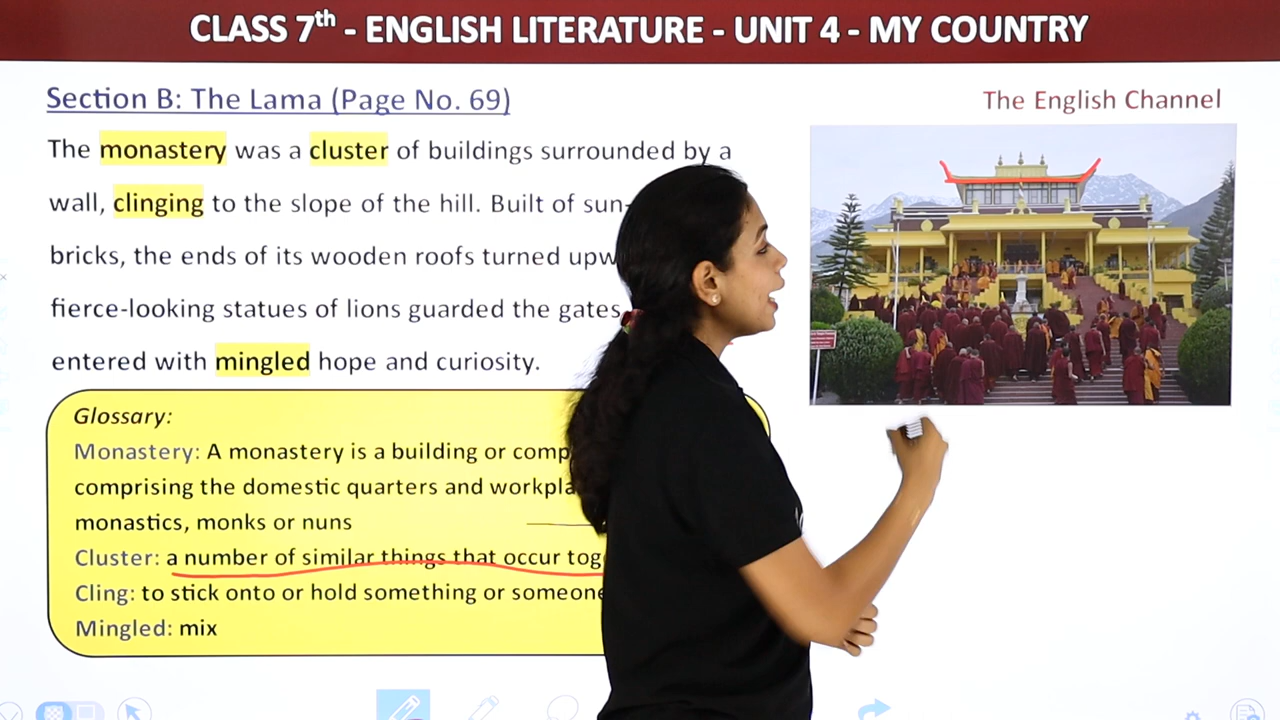 CLASS 7th - ENGLISH LITERATURE - UNIT 4 - MY COUNTRY
Section B: The Lama (Page No. 69)
The English Channel
The monastery was a cluster of buildings surrounded by a
wall, clinging to the slope of the hill. Built of sun-
bricks, the ends of its wooden roofs turned upw
fierce-looking statues of lions guarded the gates
entered with mingled hope and curiosity.
Glossary:
Monastery: A monastery is a building or comp
comprising the domestic quarters and workpla
monastics, monks or nuns
Cluster: a number of similar things that occur tog
Cling: to stick onto or hold something or someone
Mingled: mix